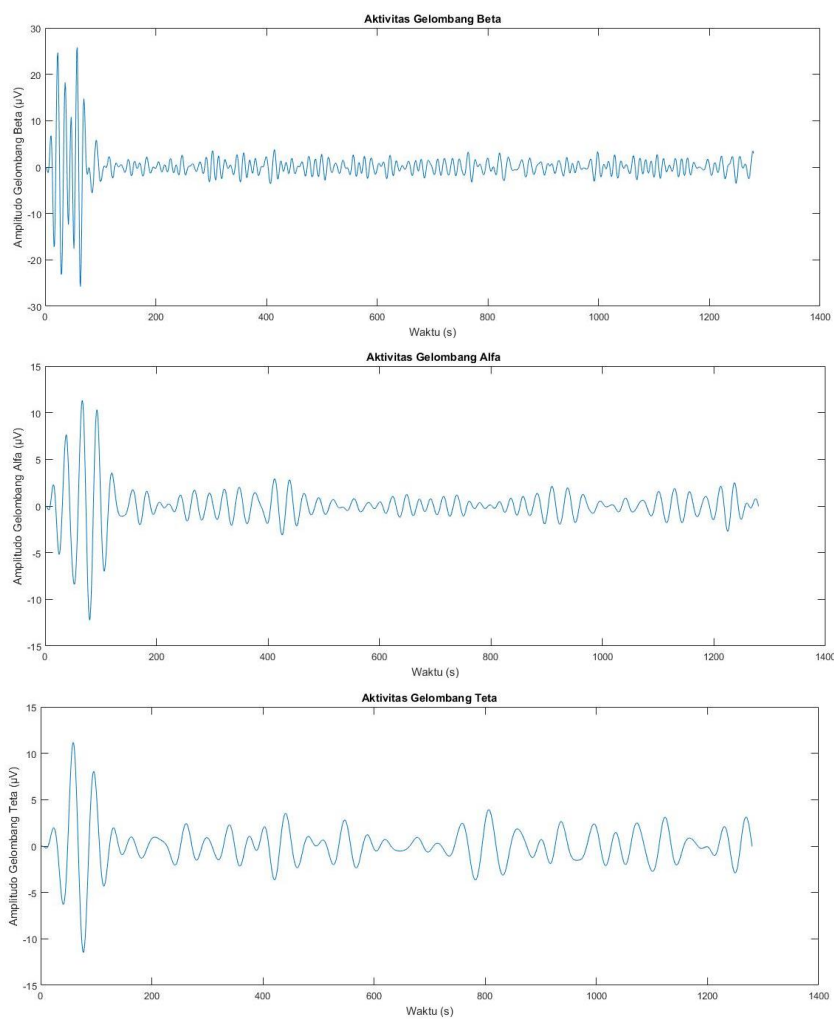 Aktivitas Gelombang Beta
Amplitudo Gelombang Beta (µV)
30
20
10
0
-10
-20
-30
0 200 400 600 800 1000 1200 1400
Waktu (s)
Aktivitas Gelombang Alfa
Amplitudo Gelombang Alfa (µV)
15
10
5
0
-5
-10
-15
0 200 400 600 800 1000 1200 1400
Waktu (s)
Aktivitas Gelombang Teta
Amplitudo Gelombang Teta (µV)
15
10
5
0
-5
-10
-15
0 200 400 600 800 1000 1200 1400
Waktu (s)